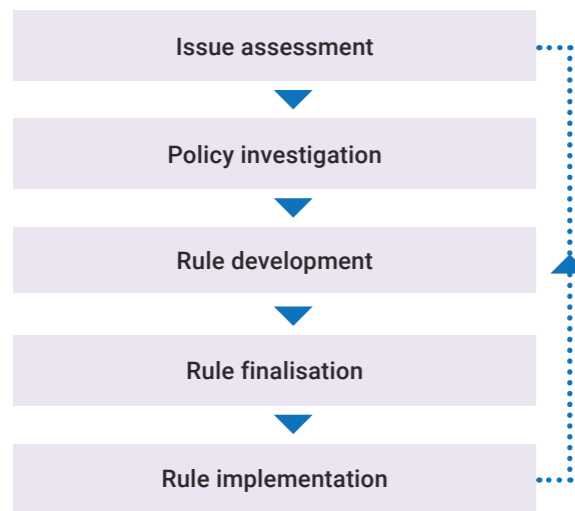 Issue assessment
Policy investigation
Rule development
Rule finalisation
Rule implementation